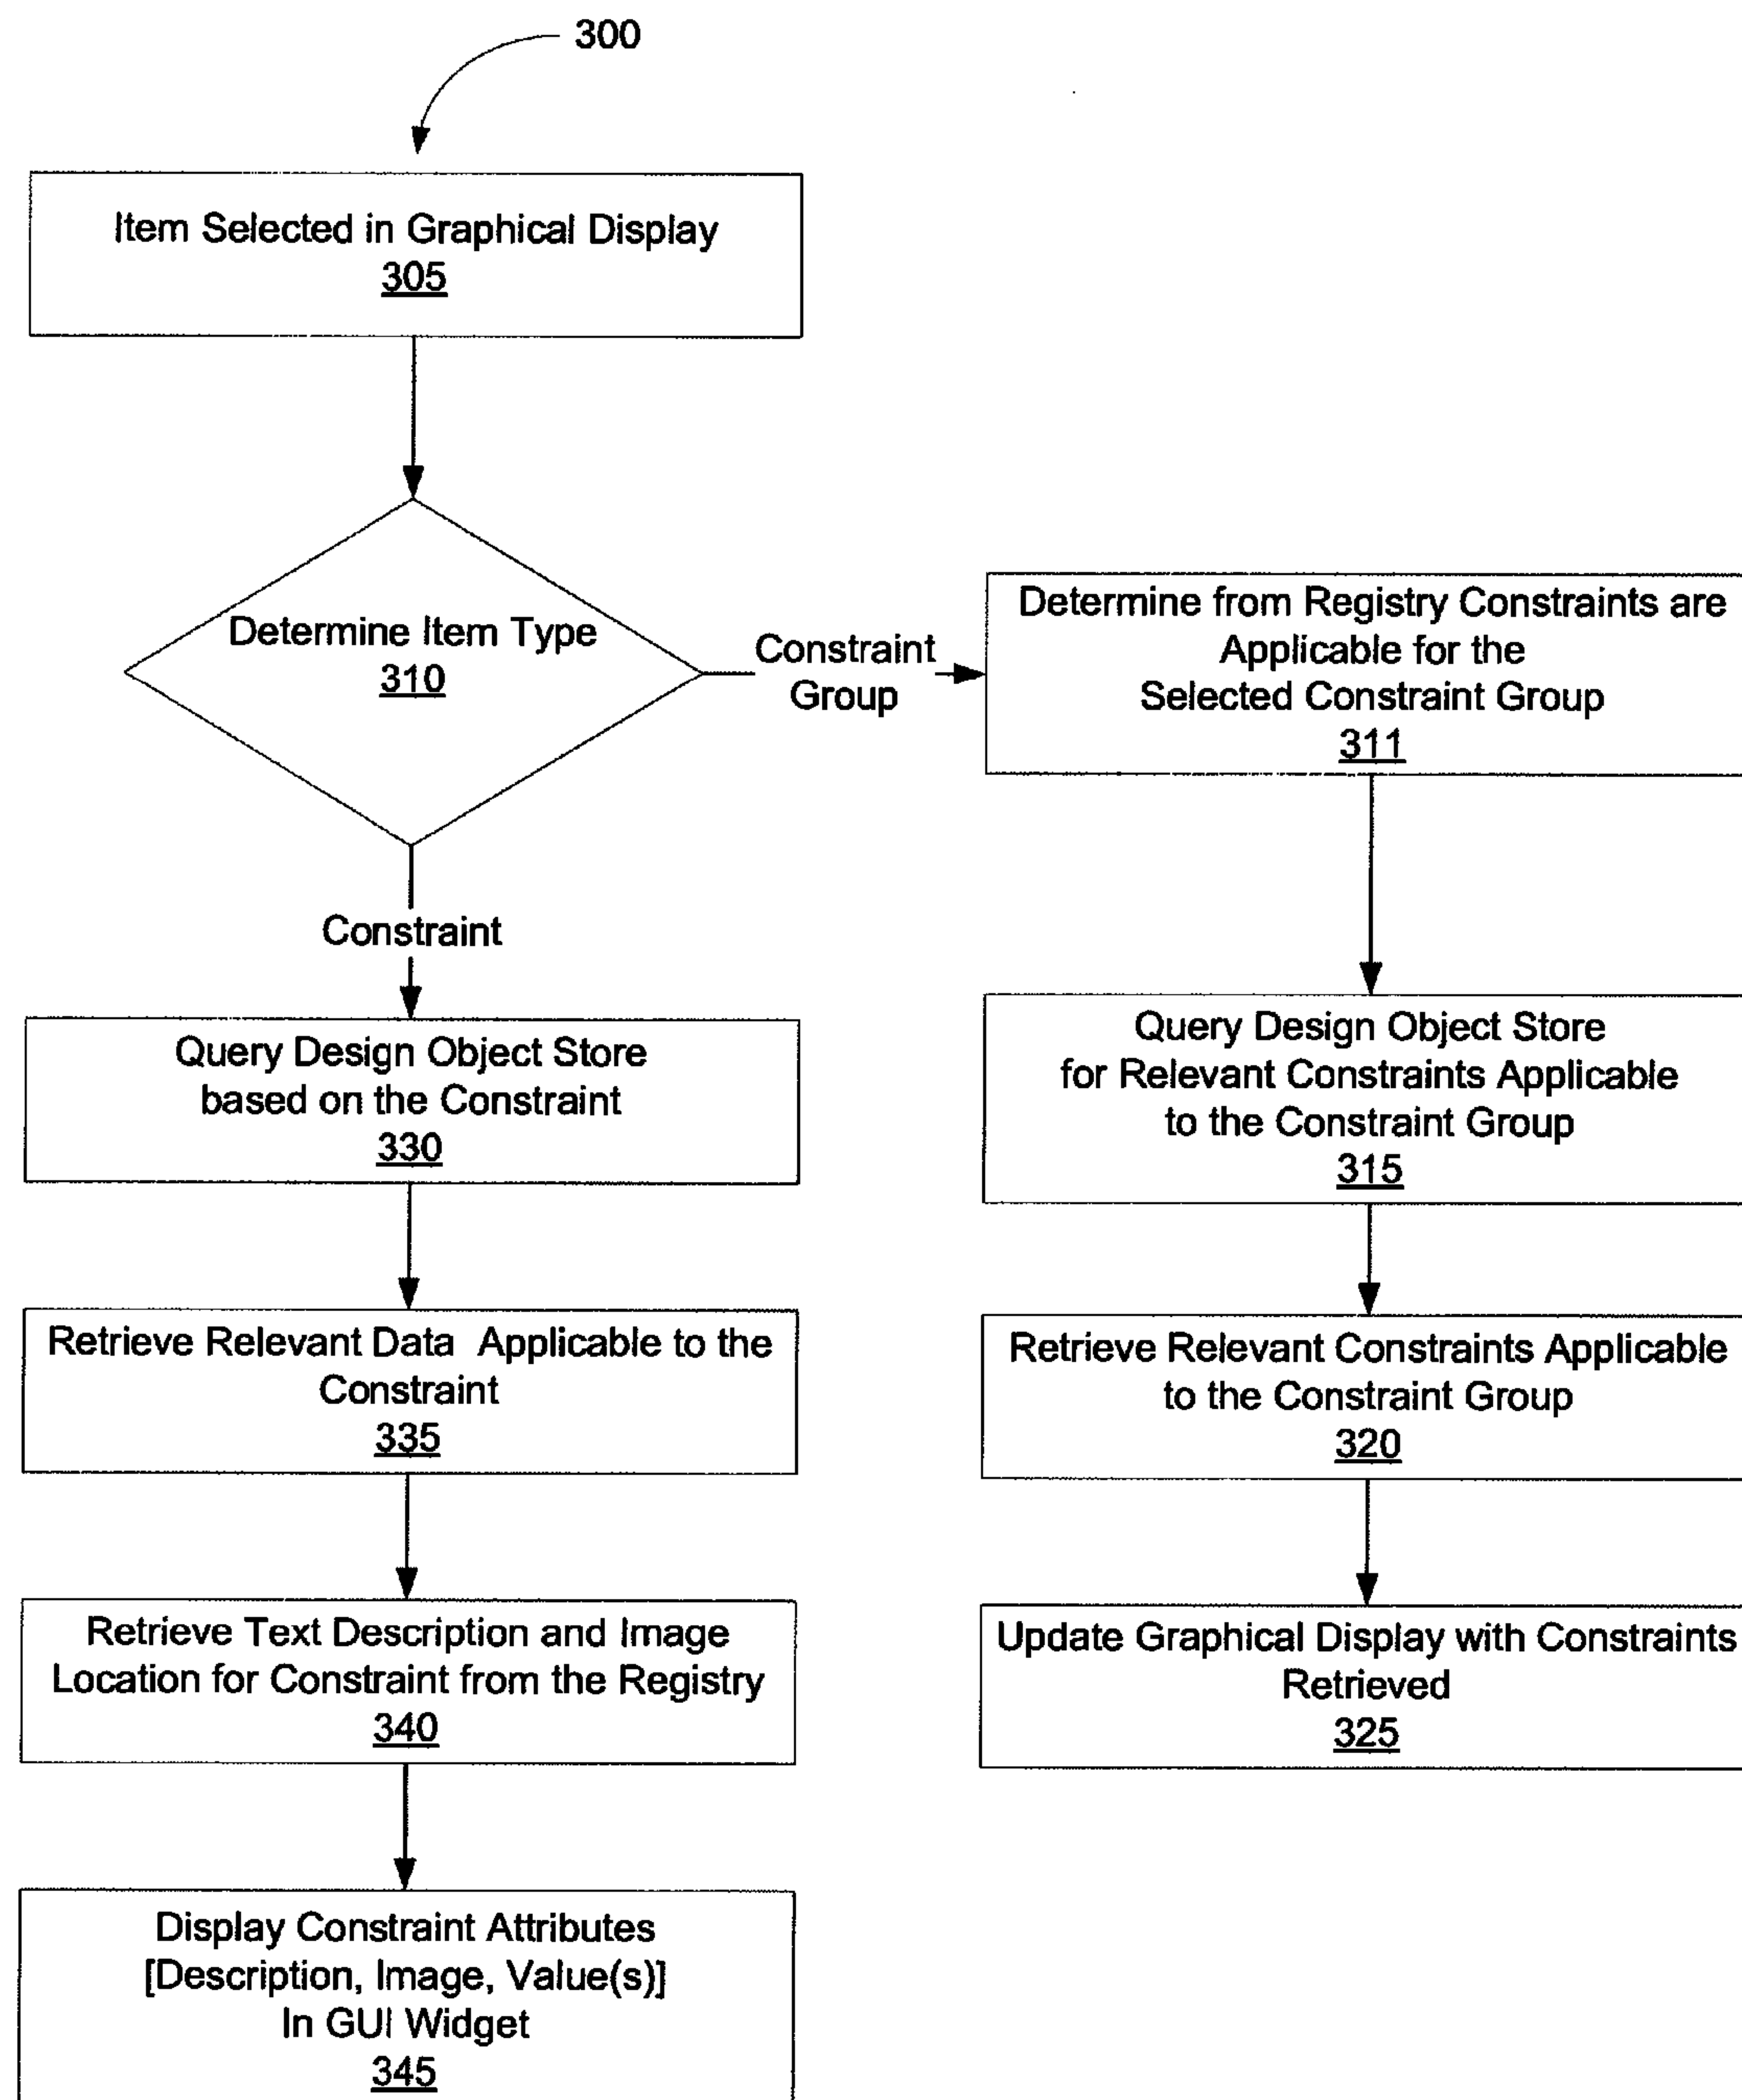 300
Item Selected in Graphical Display
305
Determine Item Type
310
Constraint
Group
Determine from Registry Constraints are
Applicable for the
Selected Constraint Group
311
Query Design Object Store
for Relevant Constraints Applicable
to the Constraint Group
315
Retrieve Relevant Constraints Applicable
to the Constraint Group
320
Update Graphical Display with Constraints
Retrieved
325
Constraint
Query Design Object Store
based on the Constraint
330
Retrieve Relevant Data Applicable to the
Constraint
335
Retrieve Text Description and Image
Location for Constraint from the Registry
340
Display Constraint Attributes
[Description, Image, Value(s)]
In GUI Widget
345